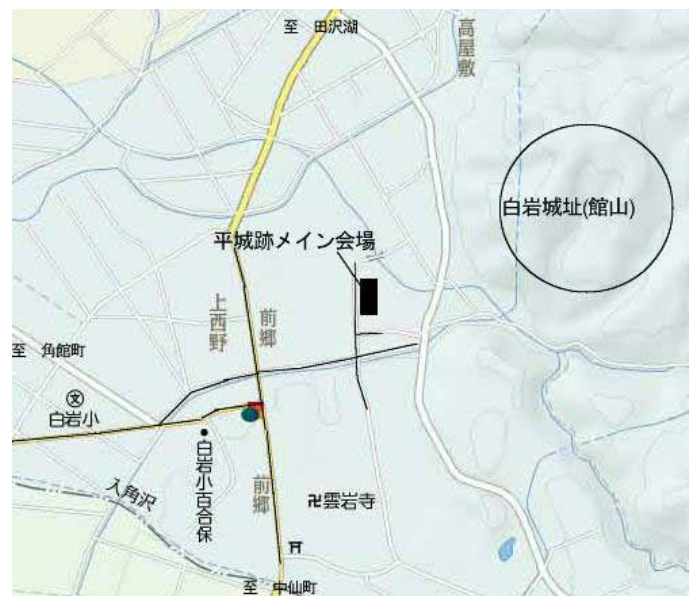 至 田沢湖
高屋敷
白岩城址(館山)
平城跡メイン会場
上西野
前郷
至 角館町
文
白岩小
白岩小百合保
入角沢
前郷
卍雲岩寺
至 中仙町